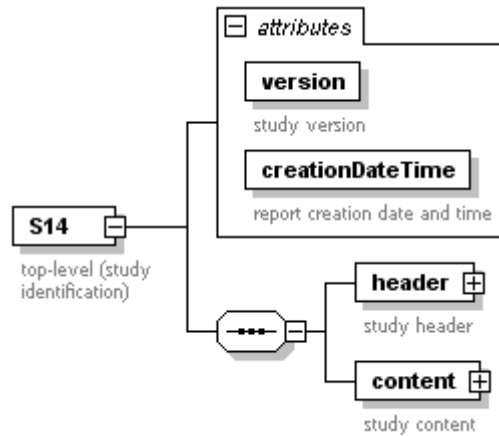 attributes
version
study version
creationDateTime
report creation date and time
S14
top-level (study
identification)
header
study header
content
study content